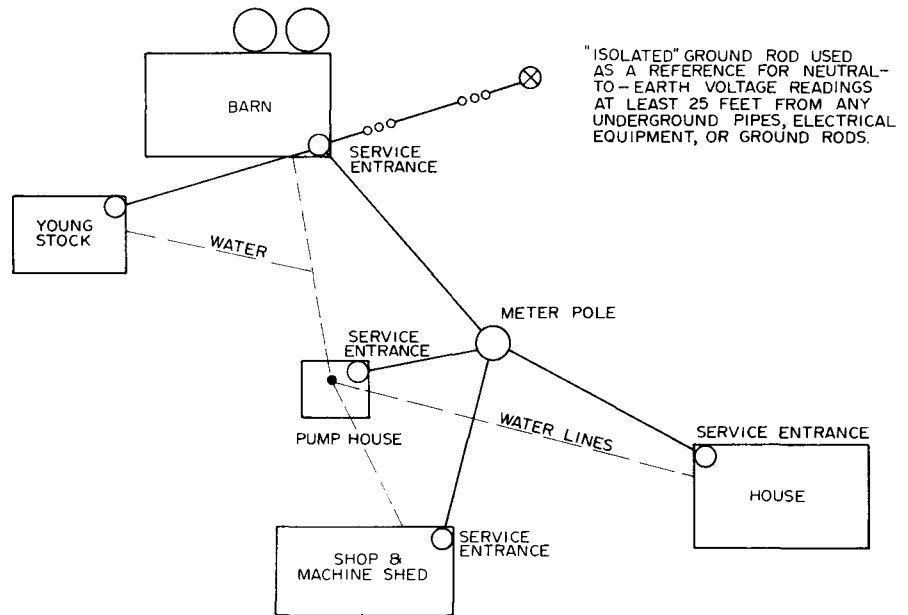 "ISOLATED" GROUND ROD USED
AS A REFERENCE FOR NEUTRAL-
TO-EARTH VOLTAGE READINGS
AT LEAST 25 FEET FROM ANY
UNDERGROUND PIPES, ELECTRICAL
EQUIPMENT, OR GROUND RODS.
BARN
SERVICE
ENTRANCE
YOUNG
STOCK
WATER
METER POLE
SERVICE
ENTRANCE
PUMP HOUSE
WATER LINES
SERVICE ENTRANCE
HOUSE
SERVICE
ENTRANCE
SHOP &
MACHINE SHED